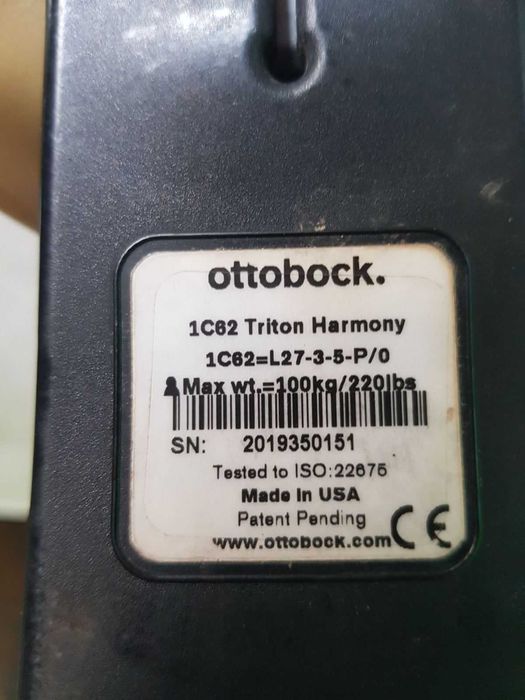 ottobock.
1C62 Triton Harmony
1C62=L27-3-5-P/0
Max wt.=100kg/220lbs
SN: 2019350151
Tested to ISO:22675
Made In USA
Patent Pending
www.ottobock.com CE